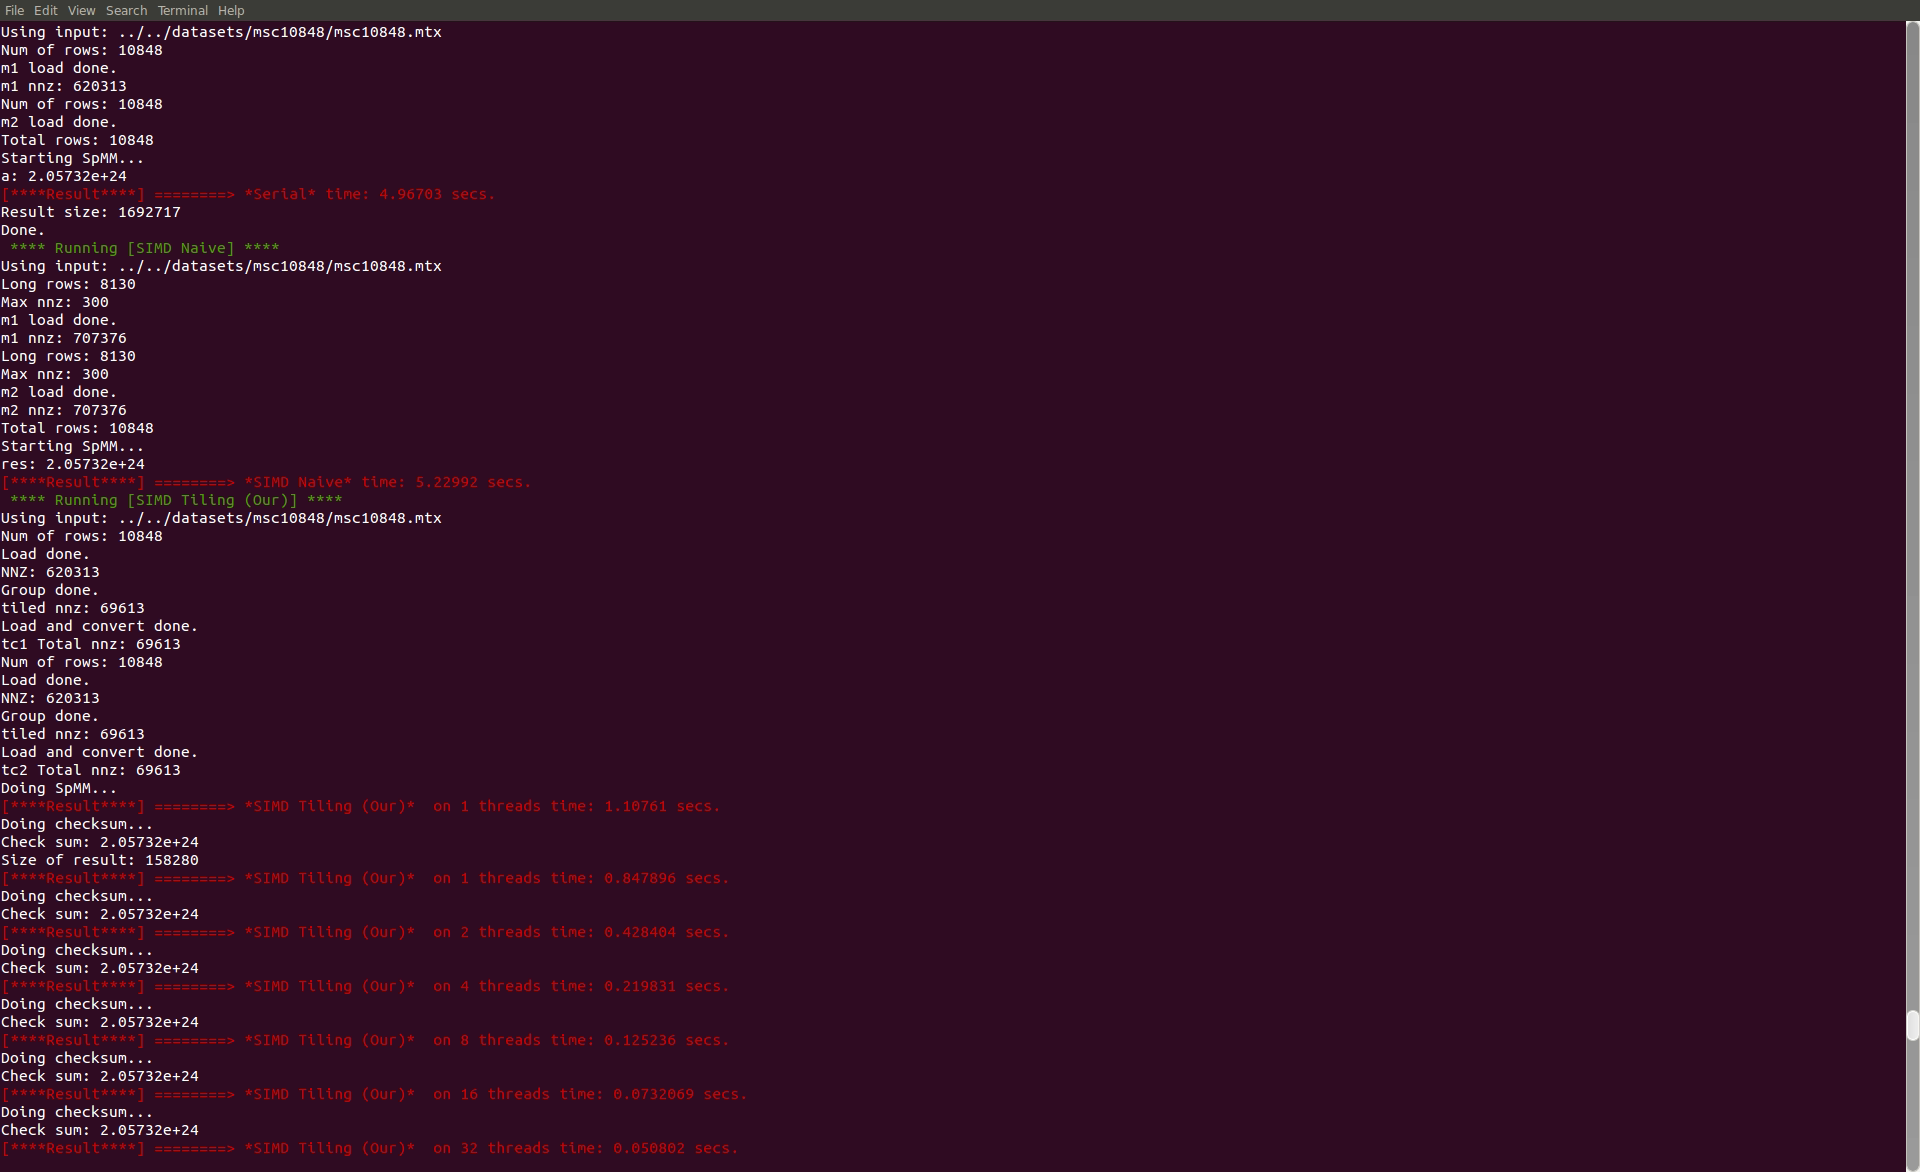 File Edit View Search Terminal Help
Using input: ../../datasets/msc10848/msc10848.mtx
Num of rows: 10848
m1 load done.
m1 nnz: 620313
Num of rows: 10848
m2 load done.
Total rows: 10848
Starting SpMM...
a: 2.05732e+24
[****Result****] ========> *Serial* time: 4.96703 secs.
Result size: 1692717
Done.
 **** Running [SIMD Naive] ****
Using input: ../../datasets/msc10848/msc10848.mtx
Long rows: 8130
Max nnz: 300
m1 load done.
m1 nnz: 707376
Long rows: 8130
Max nnz: 300
m2 load done.
m2 nnz: 707376
Total rows: 10848
Starting SpMM...
res: 2.05732e+24
[****Result****] ========> *SIMD Naive* time: 5.22992 secs.
 **** Running [SIMD Tiling (Our)] ****
Using input: ../../datasets/msc10848/msc10848.mtx
Num of rows: 10848
Load done.
NNZ: 620313
Group done.
tiled nnz: 69613
Load and convert done.
tc1 Total nnz: 69613
Num of rows: 10848
Load done.
NNZ: 620313
Group done.
tiled nnz: 69613
Load and convert done.
tc2 Total nnz: 69613
Doing SpMM...
[****Result****] ========> *SIMD Tiling (Our)*  on 1 threads time: 1.10761 secs.
Doing checksum...
Check sum: 2.05732e+24
Size of result: 158280
[****Result****] ========> *SIMD Tiling (Our)*  on 1 threads time: 0.847896 secs.
Doing checksum...
Check sum: 2.05732e+24
[****Result****] ========> *SIMD Tiling (Our)*  on 2 threads time: 0.428404 secs.
Doing checksum...
Check sum: 2.05732e+24
[****Result****] ========> *SIMD Tiling (Our)*  on 4 threads time: 0.219831 secs.
Doing checksum...
Check sum: 2.05732e+24
[****Result****] ========> *SIMD Tiling (Our)*  on 8 threads time: 0.125236 secs.
Doing checksum...
Check sum: 2.05732e+24
[****Result****] ========> *SIMD Tiling (Our)*  on 16 threads time: 0.0732069 secs.
Doing checksum...
Check sum: 2.05732e+24
[****Result****] ========> *SIMD Tiling (Our)*  on 32 threads time: 0.050802 secs.